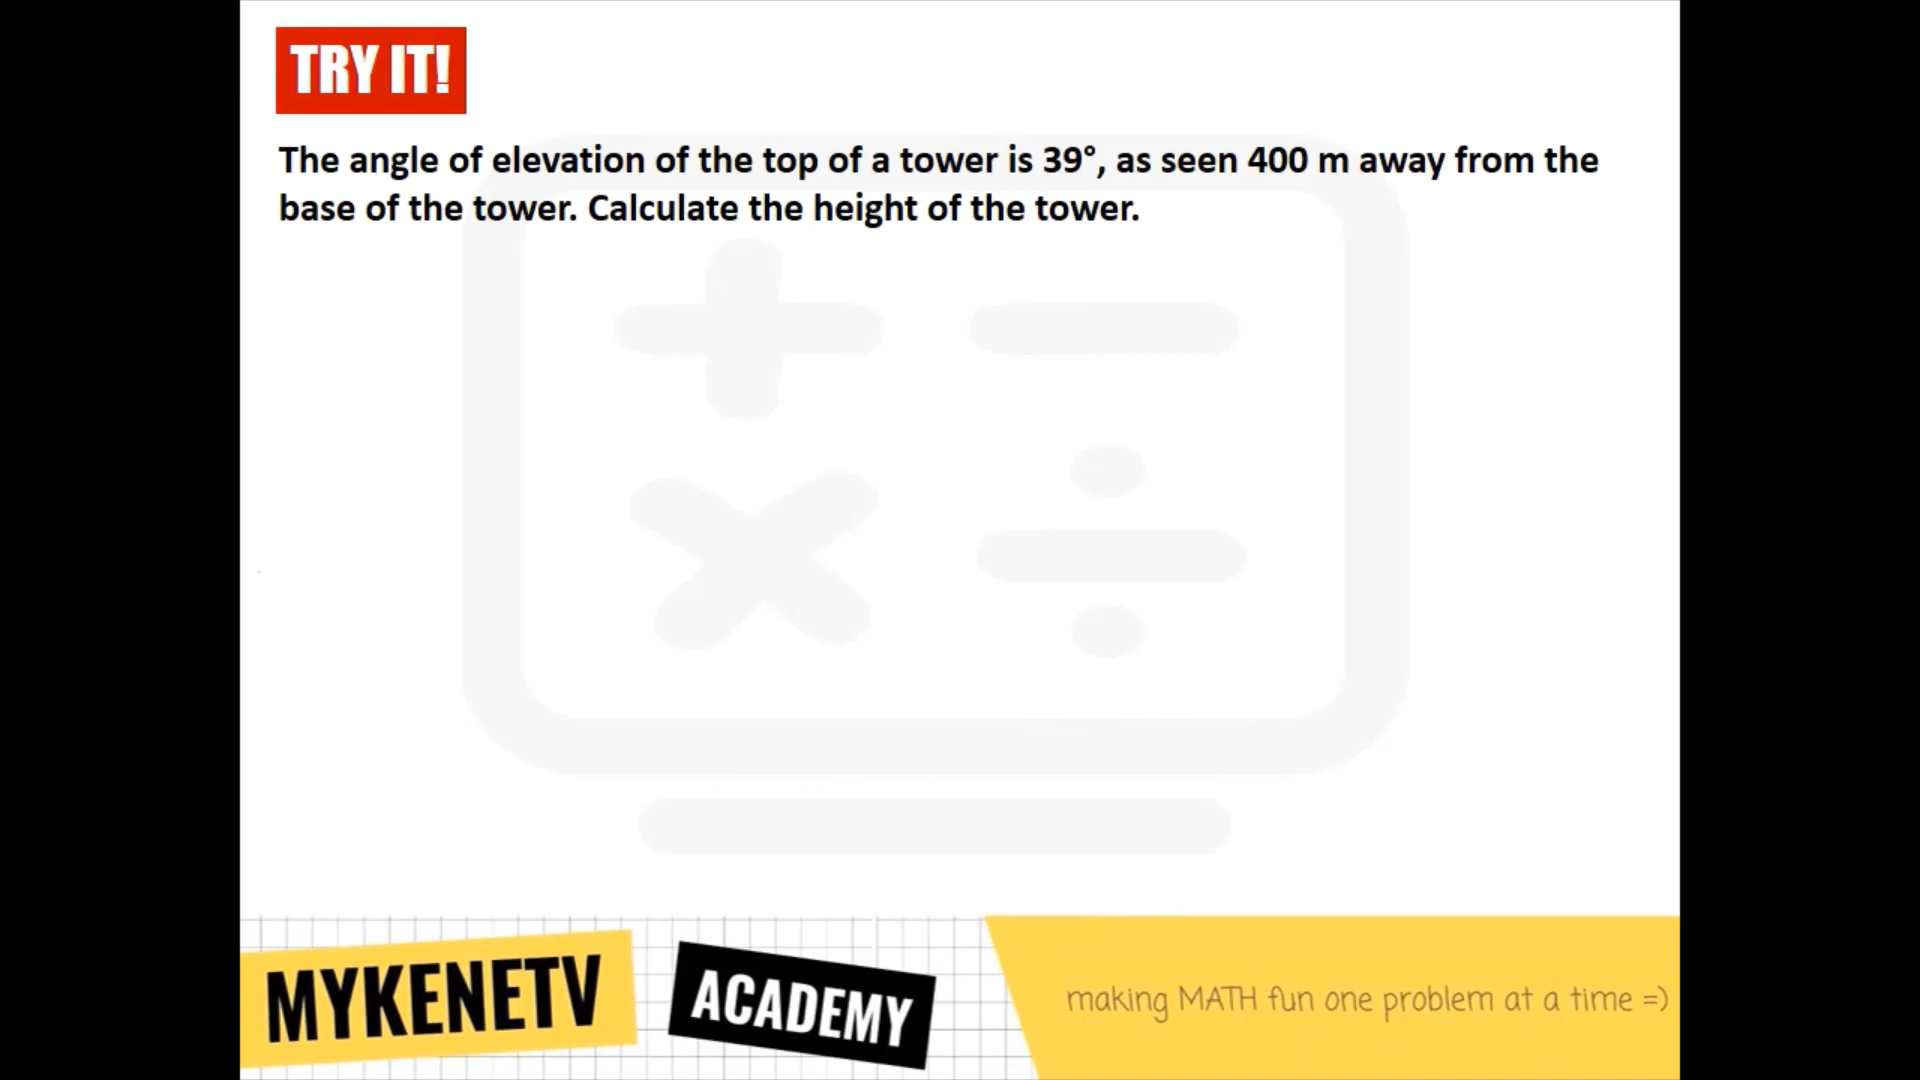 TRY IT!
The angle of elevation of the top of a tower is 39°, as seen 400 m away from the
base of the tower. Calculate the height of the tower.
MYKENETV ACADEMY
making MATH fun one problem at a time =)